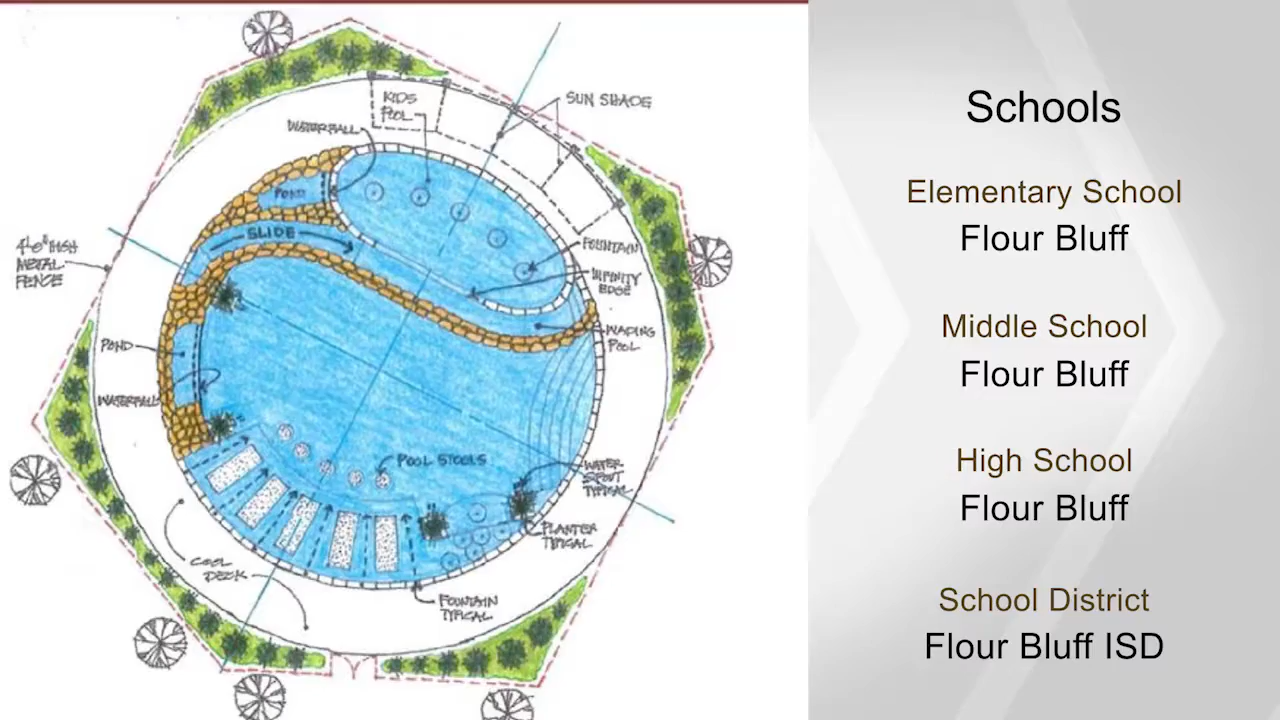 KIDS
POOL
SUN SHADE
WATERFALL
POND
SLIDE
4'-0" HIGH
METAL
FENCE
FOUNTAIN
INFINITY
EDGE
WADING
POOL
POND
WATERFALL
POOL STOOLS
WATER
SPOUT
TYPICAL
PLANTER
TYPICAL
COOL
DECK
FOUNTAIN
TYPICAL
Schools
Elementary School
Flour Bluff
Middle School
Flour Bluff
High School
Flour Bluff
School District
Flour Bluff ISD